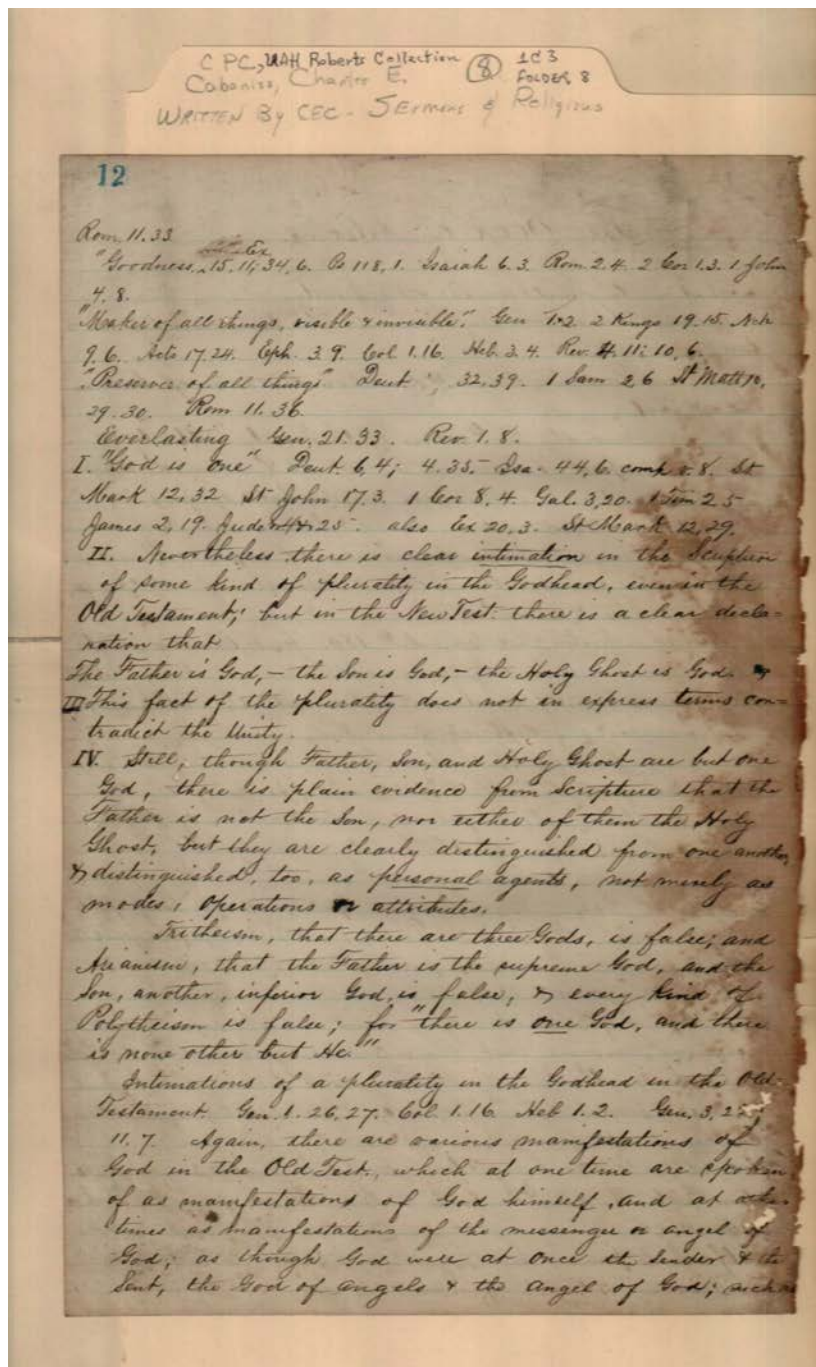 C PC, UAH Roberts Collection 8 1C3
Cabaniss, Charles E. FOLDER 8
WRITTEN By CEC - SErmons & Religious
12
Rom. 11.33
Ex
"Goodness, 15,11; 34,6. Ps 118,1. Isaiah 6.3. Rom. 2.4. 2 Cor 1.3. 1 John
4.8.
"Maker of all things, visible & invisible". Gen 1.2. 2 Kings 19.15. Neh
9.6. Acts 17.24. Eph. 3.9. Col 1.16. Heb. 3.4. Rev. 4.11; 10,6.
"Preserver of all things" Deut 32.39. 1 Sam 2.6 St Matt 10,
29.30. Rom 11.36.
Everlasting Gen. 21.33. Rev. 1.8.
I. "God is one" Deut. 6,4; 4.35- Isa- 44,6. comp v. 8. St
Mark 12,32 St John 17.3. 1 Cor 8.4. Gal. 3,20. 1 Tim 2.5
James 2,19. Jude 4 & 25. also Ex 20.3. St Mark 12,29.
II. Nevertheless there is clear intimation in the Scripture
of some kind of plurality in the Godhead, even in the
Old Testament; but in the New Test. there is a clear decla-
ration that
The Father is God,- the Son is God,- the Holy Ghost is God. &
III This fact of the plurality does not in express terms con=
tradict the Unity.
IV. Still, though Father, Son, and Holy Ghost are but one
God, there is plain evidence from Scripture that the
Father is not the Son, nor either of them the Holy
Ghost, but they are clearly distinguished from one another,
& distinguished, too, as personal agents, not merely as
modes, operations or attributes.
Tritheism, that there are three Gods, is false; and
Arianism, that the Father is the supreme God, and the
Son, another, inferior God, is false, & every kind of
Polytheism is false; for "there is one God, and there
is none other but He."
Intimations of a plurality in the Godhead in the Old
Testament. Gen. 1.26,27. Col. 1.16. Heb 1.2. Gen. 3,22;
11.7. Again, there are various manifestations of
God in the Old Test., which at one time are spoken
of as manifestations of God himself, and at other
times as manifestations of the messenger or angel of
God; as though God were at once the Sender & the
Sent, the God of angels & the angel of God; such as